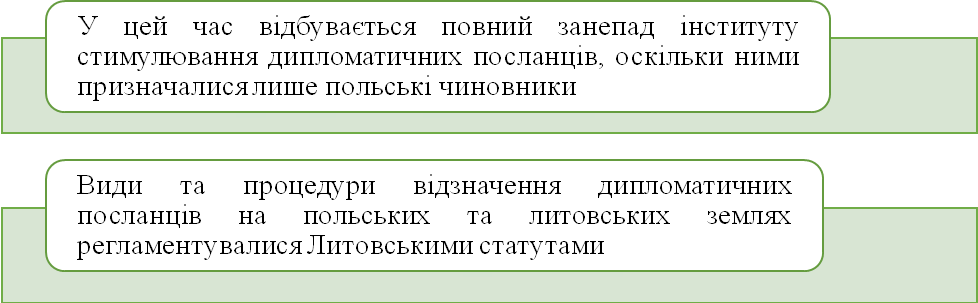 У цей час відбувається повний занепад інституту
стимулювання дипломатичних посланців, оскільки ними
призначалися лише польські чиновники
Види та процедури відзначення дипломатичних
посланців на польських та литовських землях
регламентувалися Литовськими статутами